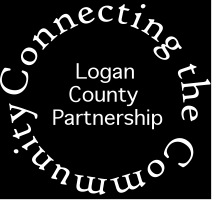 Connecting the Community
Logan
County
Partnership